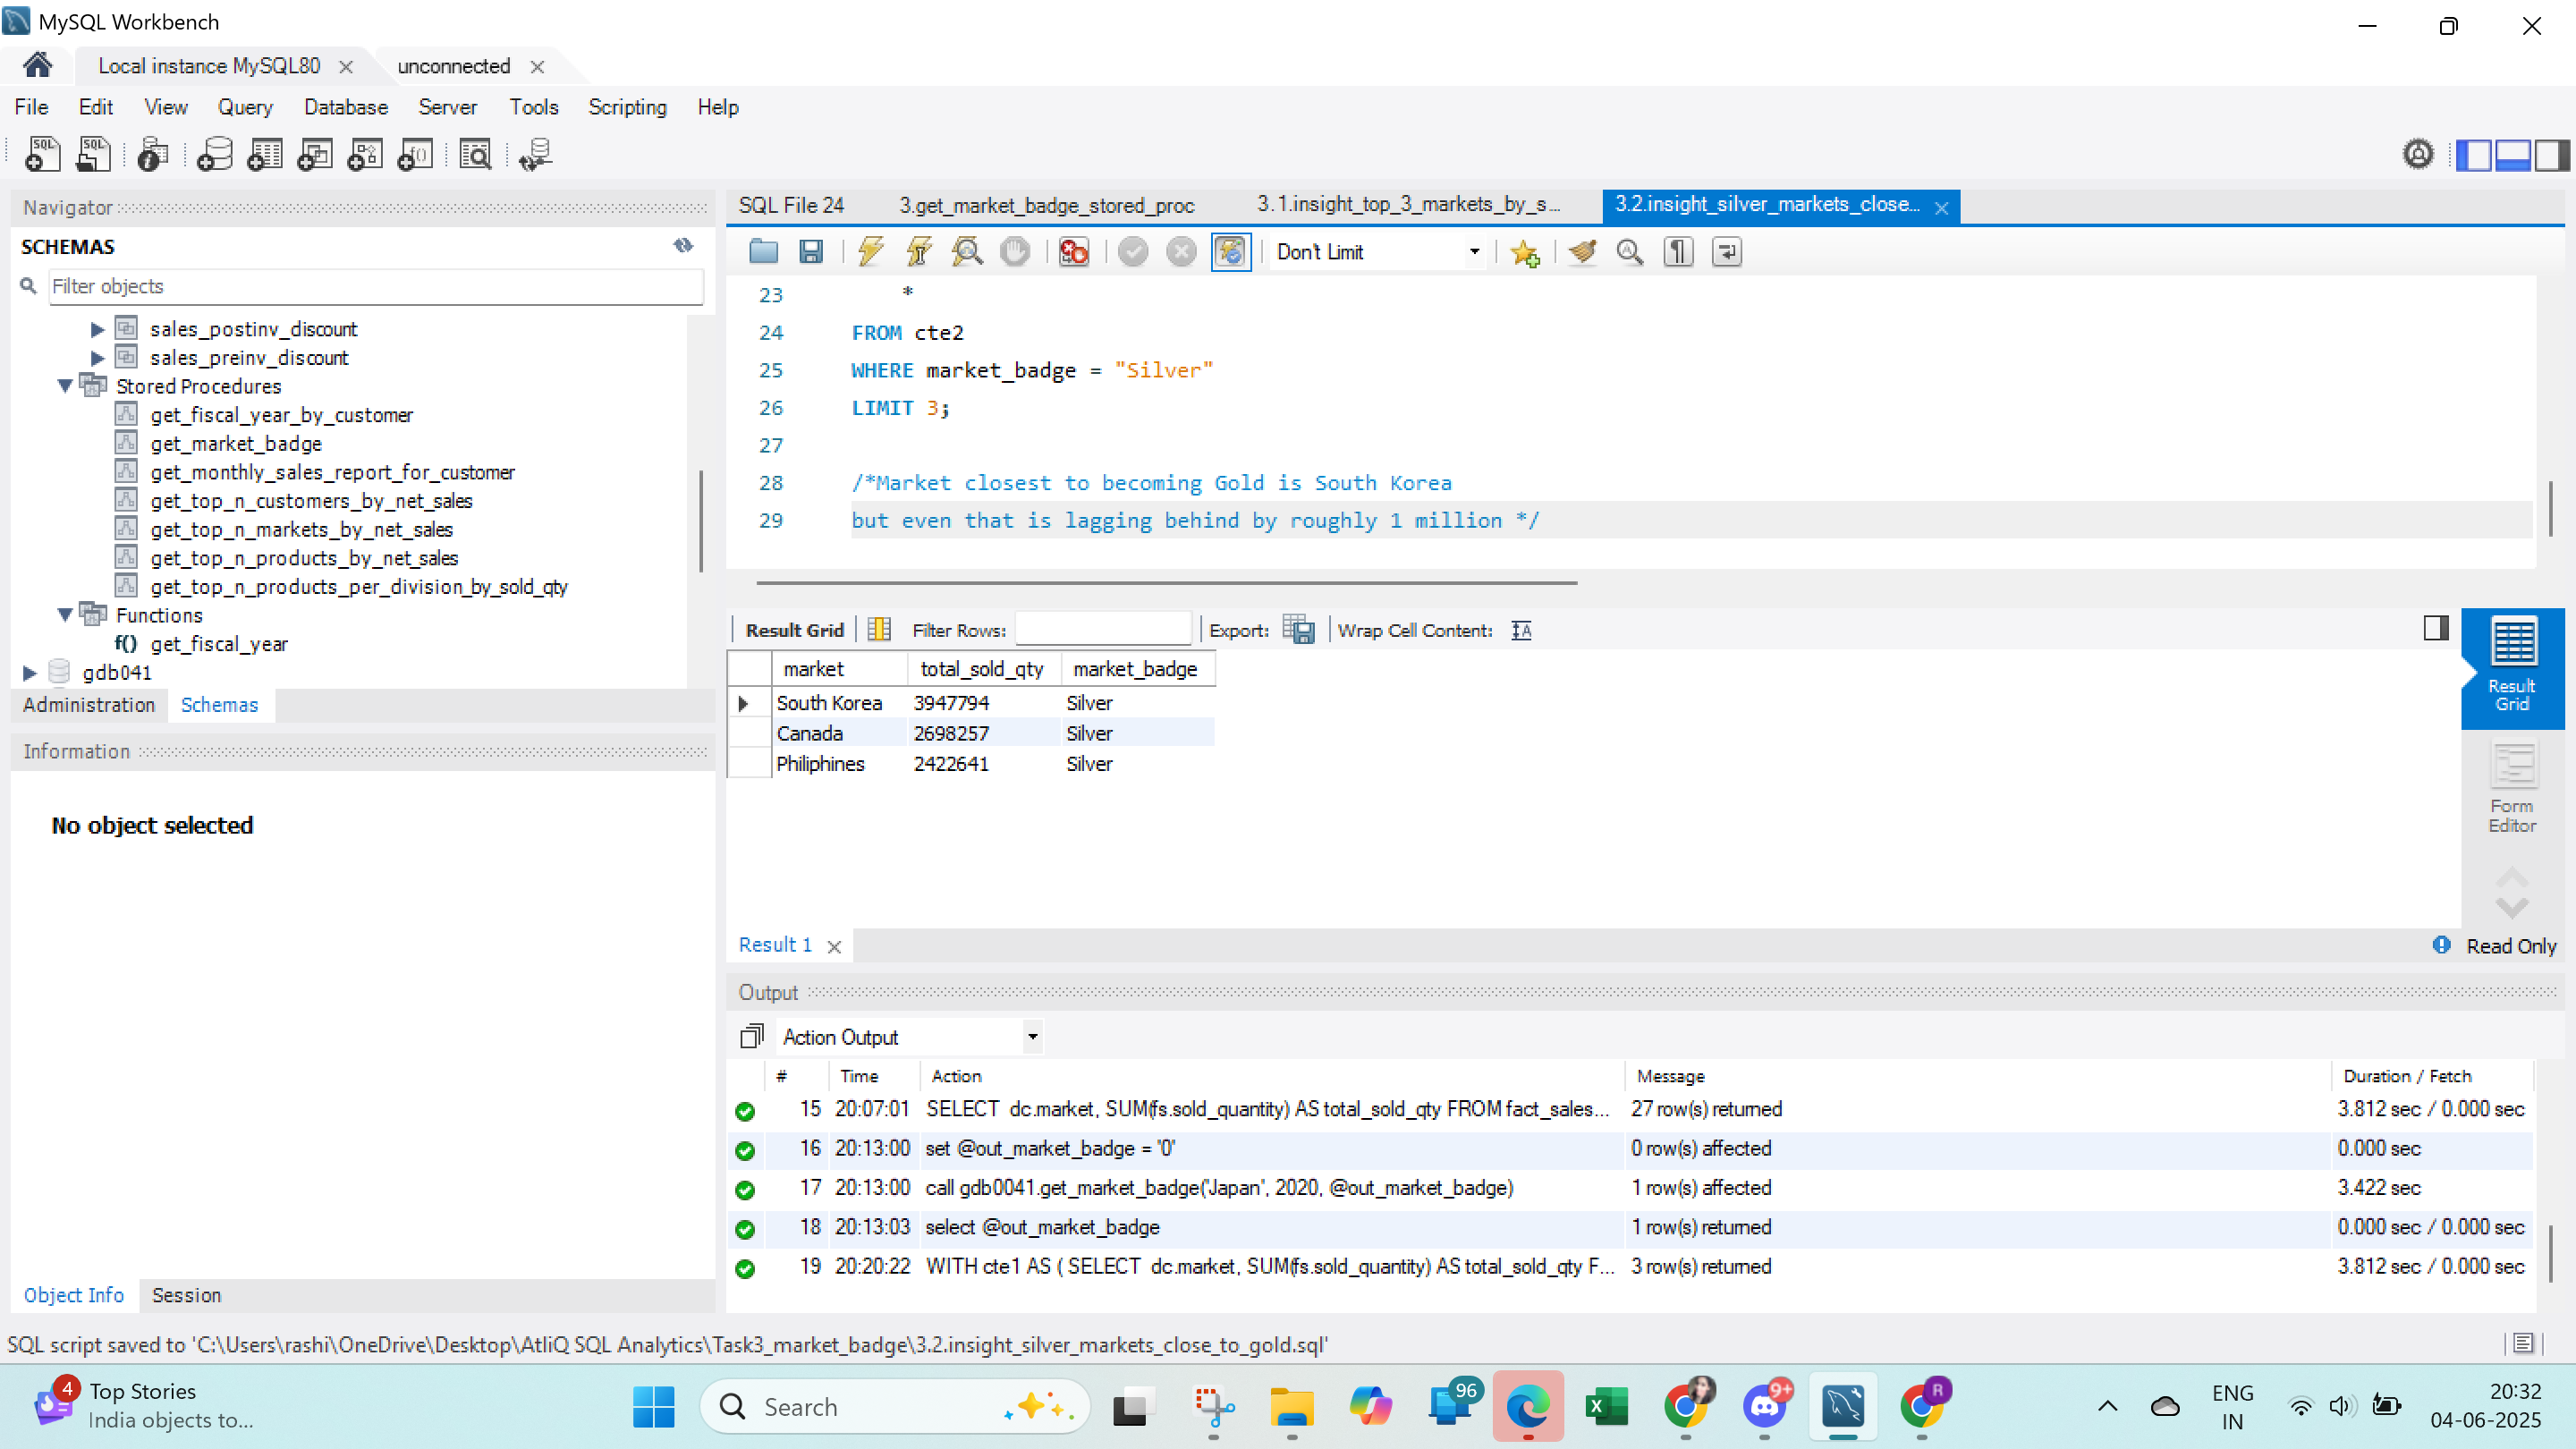 MySQL Workbench
Local instance MySQL80
unconnected
File Edit View Query Database Server Tools Scripting Help
Navigator
SCHEMAS
Filter objects
sales_postinv_discount
sales_preinv_discount
Stored Procedures
get_fiscal_year_by_customer
get_market_badge
get_monthly_sales_report_for_customer
get_top_n_customers_by_net_sales
get_top_n_markets_by_net_sales
get_top_n_products_by_net_sales
get_top_n_products_per_division_by_sold_qty
Functions
f() get_fiscal_year
gdb041
Administration Schemas
Information
No object selected
Object Info Session
SQL File 24 3.get_market_badge_stored_proc 3.1.insight_top_3_markets_by_s... 3.2.insight_silver_markets_close...
Don't Limit
23 *
24 FROM cte2
25 WHERE market_badge = "Silver"
26 LIMIT 3;
27
28 /*Market closest to becoming Gold is South Korea
29 but even that is lagging behind by roughly 1 million */
Result Grid Filter Rows: Export: Wrap Cell Content:
market total_sold_qty market_badge
South Korea 3947794 Silver
Canada 2698257 Silver
Philiphines 2422641 Silver
Result Grid
Form Editor
Result 1
Read Only
Output
Action Output
# Time Action Message Duration / Fetch
15 20:07:01 SELECT dc.market, SUM(fs.sold_quantity) AS total_sold_qty FROM fact_sales... 27 row(s) returned 3.812 sec / 0.000 sec
16 20:13:00 set @out_market_badge = '0' 0 row(s) affected 0.000 sec
17 20:13:00 call gdb0041.get_market_badge('Japan', 2020, @out_market_badge) 1 row(s) affected 3.422 sec
18 20:13:03 select @out_market_badge 1 row(s) returned 0.000 sec / 0.000 sec
19 20:20:22 WITH cte1 AS ( SELECT dc.market, SUM(fs.sold_quantity) AS total_sold_qty F... 3 row(s) returned 3.812 sec / 0.000 sec
SQL script saved to 'C:\Users\rashi\OneDrive\Desktop\AtliQ SQL Analytics\Task3_market_badge\3.2.insight_silver_markets_close_to_gold.sql'
4
Top Stories
India objects to...
Search
96
9+
R
ENG
IN
20:32
04-06-2025